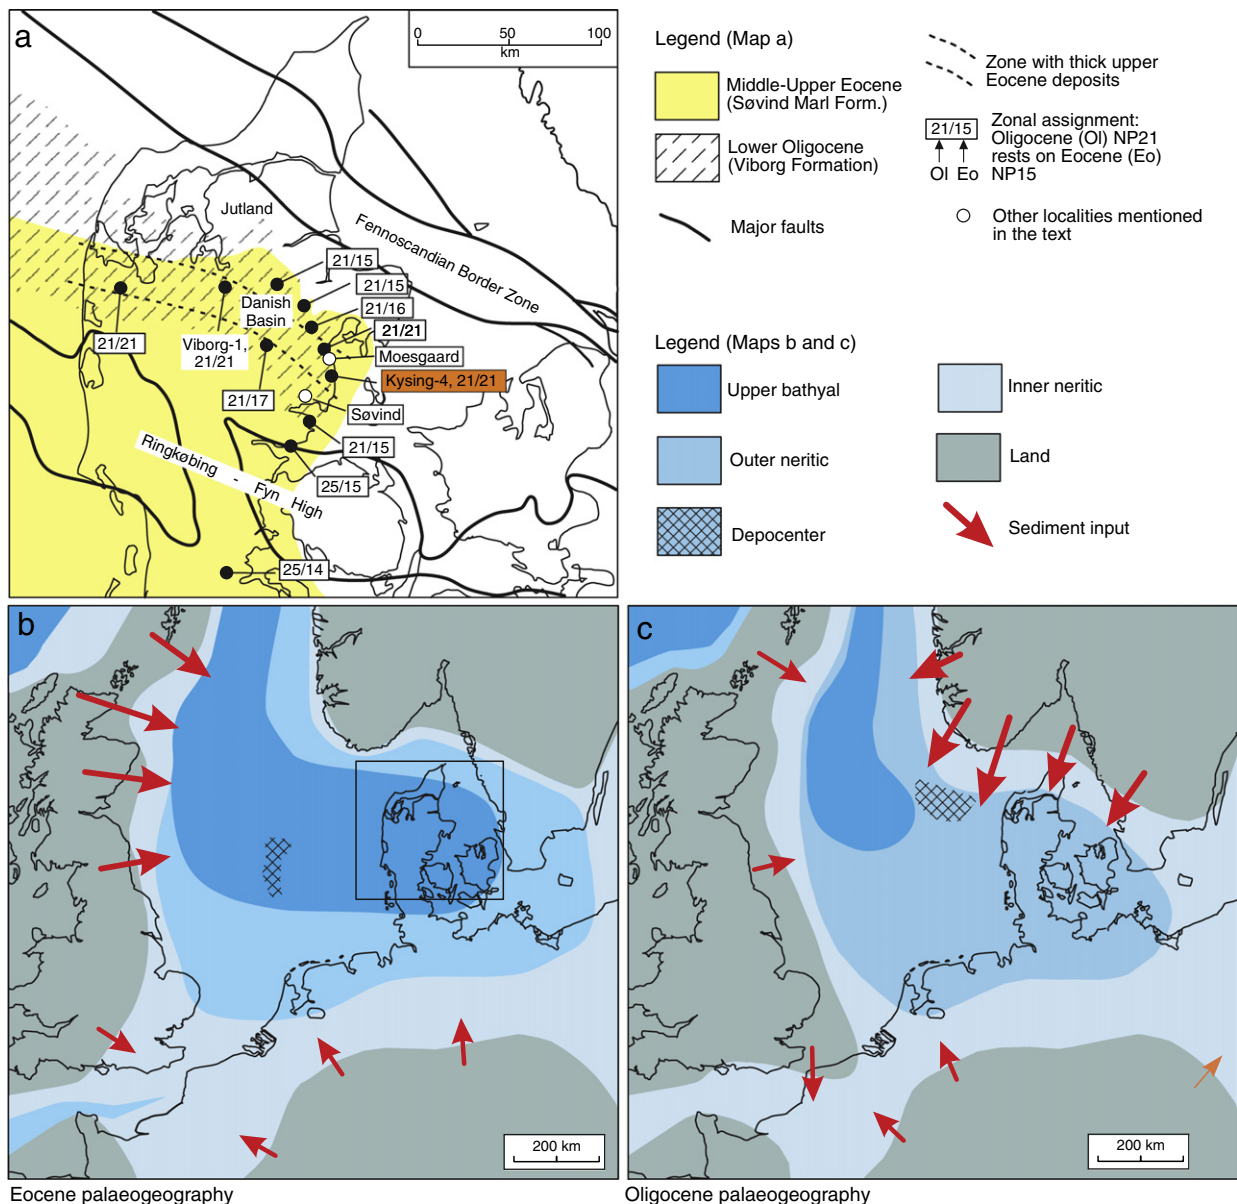 a
0 50 100
km
Jutland
Fennoscandian Border Zone
21/15
21/15
Danish
Basin
21/16
21/21
21/21
Viborg-1,
21/21
Moesgaard
Kysing-4, 21/21
21/17
Søvind
21/15
Ringkøbing - Fyn High
25/15
25/14
Legend (Map a)
Middle-Upper Eocene
(Søvind Marl Form.)
Lower Oligocene
(Viborg Formation)
Major faults
Zone with thick upper
Eocene deposits
21/15
Ol Eo
Zonal assignment:
Oligocene (Ol) NP21
rests on Eocene (Eo)
NP15
Other localities mentioned
in the text
Legend (Maps b and c)
Upper bathyal
Outer neritic
Depocenter
Inner neritic
Land
Sediment input
b
200 km
Eocene palaeogeography
c
200 km
Oligocene palaeogeography